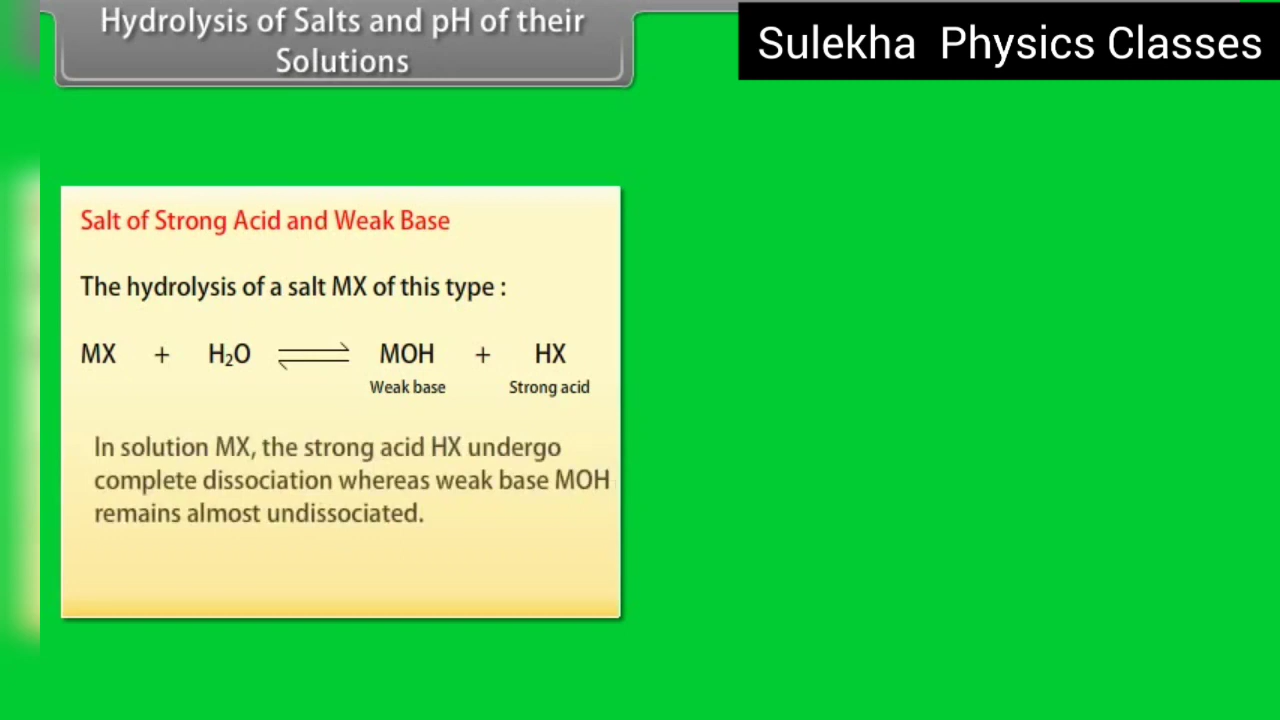 Hydrolysis of Salts and pH of their
Solutions
Sulekha Physics Classes
Salt of Strong Acid and Weak Base
The hydrolysis of a salt MX of this type :
MX + H₂O ⇌ MOH + HX
Weak base Strong acid
In solution MX, the strong acid HX undergo
complete dissociation whereas weak base MOH
remains almost undissociated.